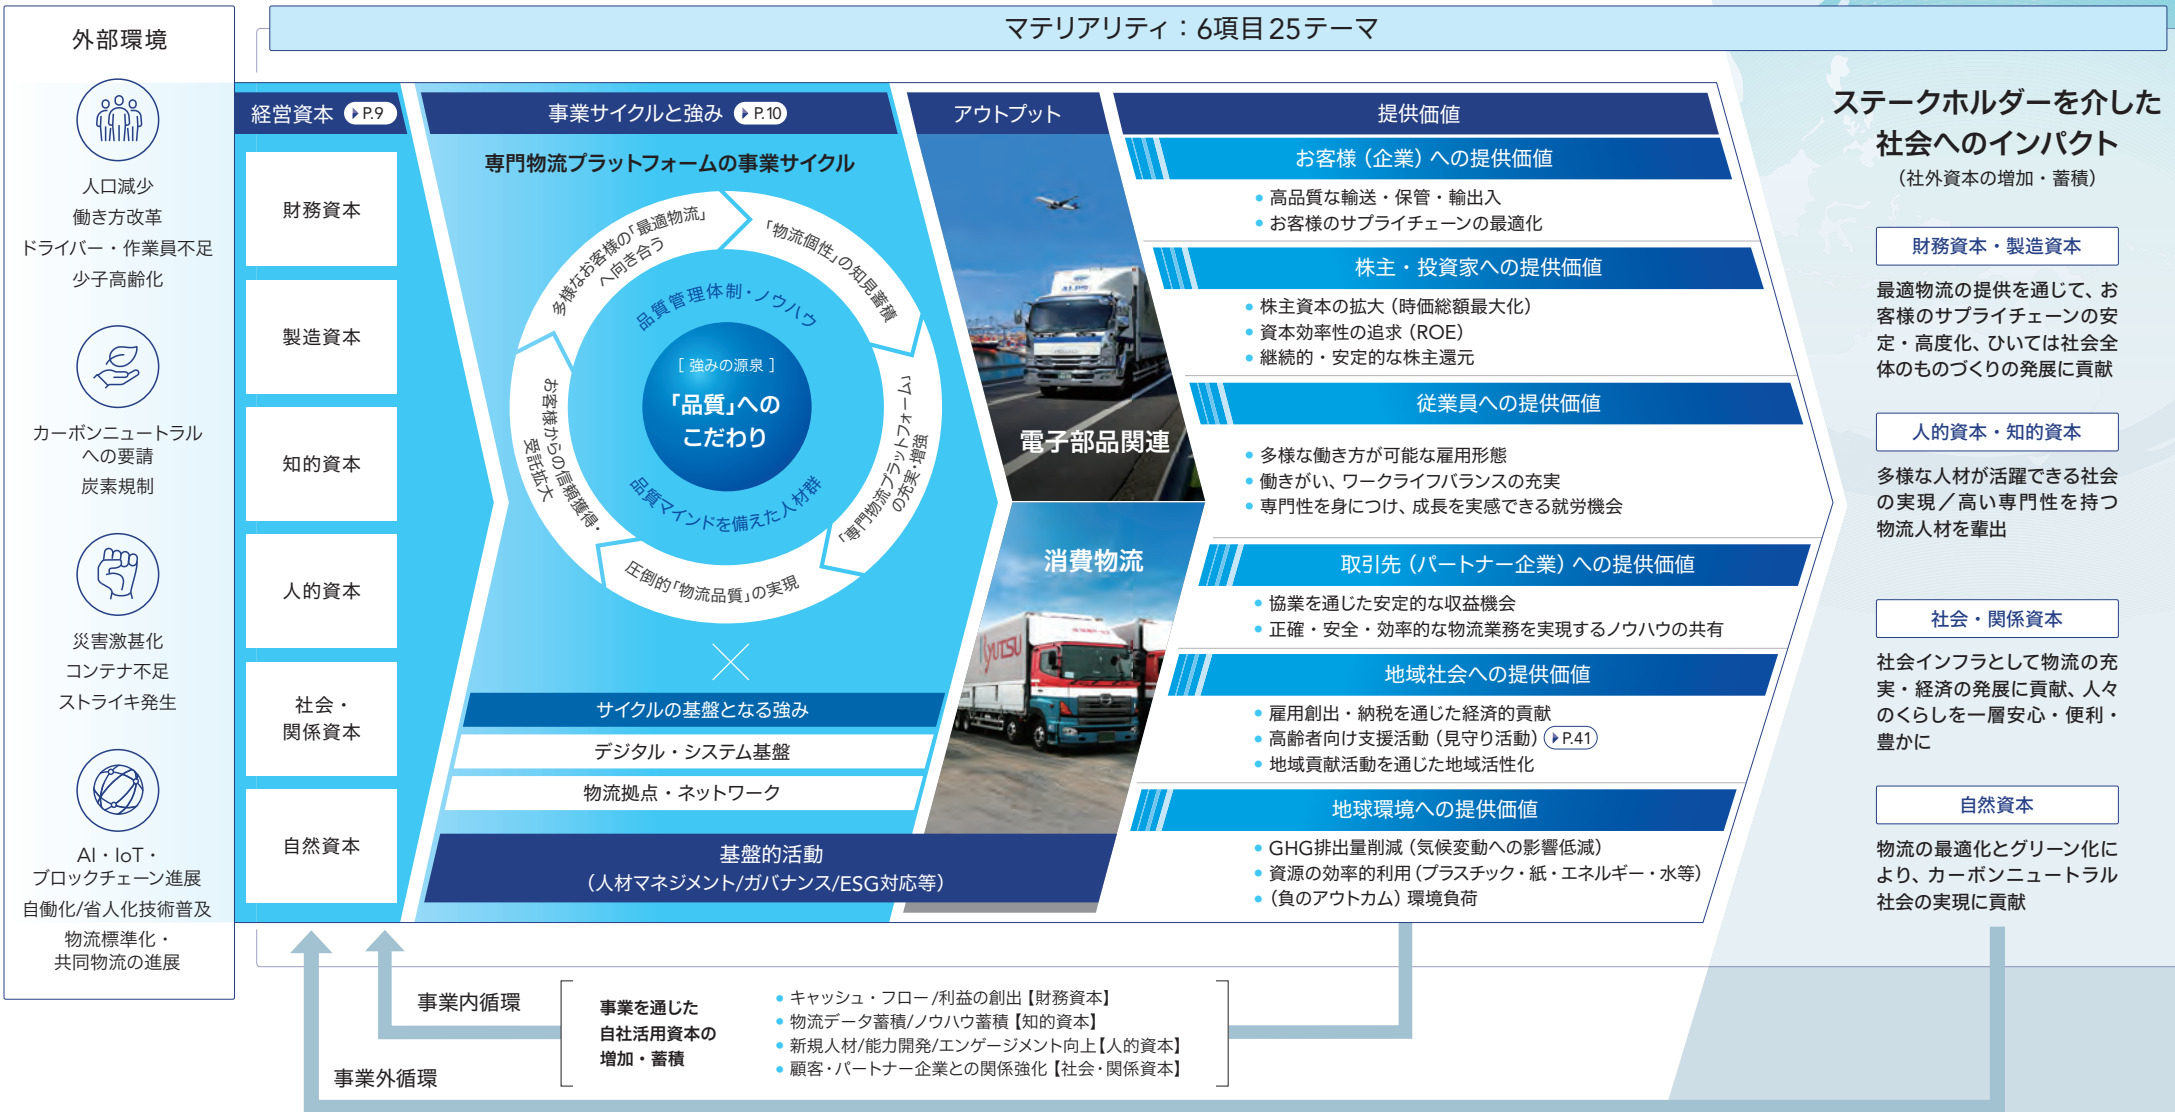 マテリアリティ：6項目25テーマ
外部環境
人口減少
働き方改革
ドライバー・作業員不足
少子高齢化
カーボンニュートラル
への要請
炭素規制
災害激甚化
コンテナ不足
ストライキ発生
AI・IoT・
ブロックチェーン進展
自働化/省人化技術普及
物流標準化・
共同物流の進展
経営資本 P.9
財務資本
製造資本
知的資本
人的資本
社会・
関係資本
自然資本
事業サイクルと強み P.10
専門物流プラットフォームの事業サイクル
多様なお客様の「最適物流」
へ向き合う
「物流個性」の知見蓄積
「専門物流プラットフォーム」
の充実・増強
圧倒的「物流品質」の実現
お客様からの信頼獲得・
受託拡大
品質管理体制・ノウハウ
［ 強みの源泉 ］
「品質」への
こだわり
品質マインドを備えた人材群
サイクルの基盤となる強み
デジタル・システム基盤
物流拠点・ネットワーク
基盤的活動
（人材マネジメント/ガバナンス/ESG対応等）
アウトプット
電子部品関連
消費物流
RYUTSU
提供価値
お客様（企業）への提供価値
• 高品質な輸送・保管・輸出入
• お客様のサプライチェーンの最適化
株主・投資家への提供価値
• 株主資本の拡大（時価総額最大化）
• 資本効率性の追求（ROE）
• 継続的・安定的な株主還元
従業員への提供価値
• 多様な働き方が可能な雇用形態
• 働きがい、ワークライフバランスの充実
• 専門性を身につけ、成長を実感できる就労機会
取引先（パートナー企業）への提供価値
• 協業を通じた安定的な収益機会
• 正確・安全・効率的な物流業務を実現するノウハウの共有
地域社会への提供価値
• 雇用創出・納税を通じた経済的貢献
• 高齢者向け支援活動（見守り活動） P.41
• 地域貢献活動を通じた地域活性化
地球環境への提供価値
• GHG排出量削減（気候変動への影響低減）
• 資源の効率的利用（プラスチック・紙・エネルギー・水等）
• （負のアウトカム）環境負荷
ステークホルダーを介した
社会へのインパクト
（社外資本の増加・蓄積）
財務資本・製造資本
最適物流の提供を通じて、お
客様のサプライチェーンの安
定・高度化、ひいては社会全
体のものづくりの発展に貢献
人的資本・知的資本
多様な人材が活躍できる社会
の実現／高い専門性を持つ
物流人材を輩出
社会・関係資本
社会インフラとして物流の充
実・経済の発展に貢献、人々
のくらしを一層安心・便利・
豊かに
自然資本
物流の最適化とグリーン化に
より、カーボンニュートラル
社会の実現に貢献
事業内循環
事業を通じた
自社活用資本の
増加・蓄積
• キャッシュ・フロー/利益の創出【財務資本】
• 物流データ蓄積/ノウハウ蓄積【知的資本】
• 新規人材/能力開発/エンゲージメント向上【人的資本】
• 顧客・パートナー企業との関係強化【社会・関係資本】
事業外循環